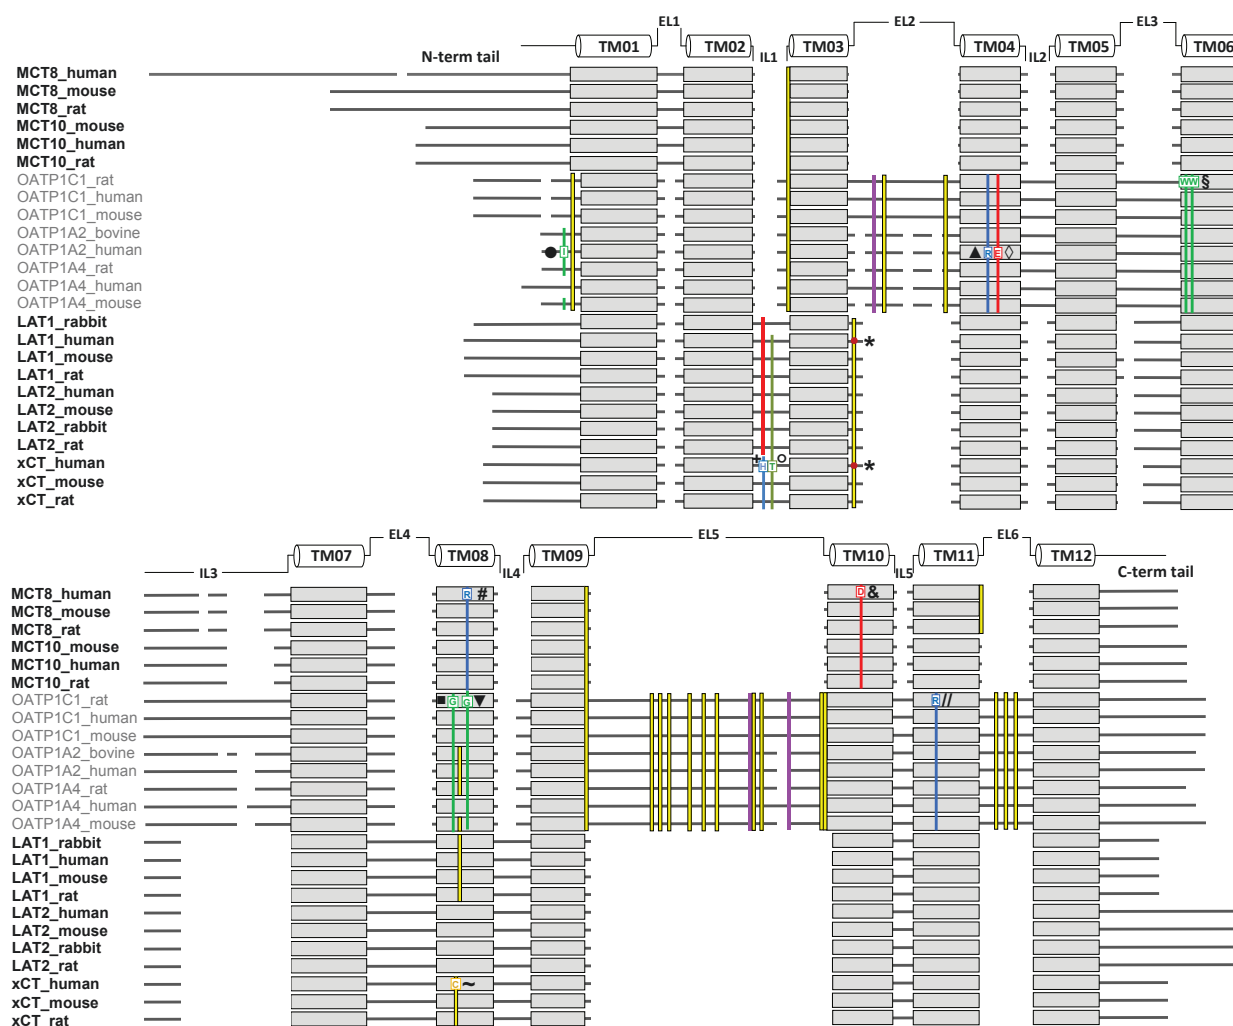 EL1 EL2 EL3
TM01 TM02 TM03 TM04 TM05 TM06
N-term tail IL1 IL2
MCT8_human
MCT8_mouse
MCT8_rat
MCT10_mouse
MCT10_human
MCT10_rat
OATP1C1_rat WW §
OATP1C1_human
OATP1C1_mouse
OATP1A2_bovine
OATP1A2_human ● I ▲ R E ◊
OATP1A4_rat
OATP1A4_human
OATP1A4_mouse
LAT1_rabbit
LAT1_human *
LAT1_mouse
LAT1_rat
LAT2_human
LAT2_mouse
LAT2_rabbit
LAT2_rat
xCT_human + H T o *
xCT_mouse
xCT_rat
EL4 EL5 EL6
TM07 TM08 TM09 TM10 TM11 TM12
IL3 IL4 IL5 C-term tail
MCT8_human R # D &
MCT8_mouse
MCT8_rat
MCT10_mouse
MCT10_human
MCT10_rat
OATP1C1_rat ■ G G ▼ R //
OATP1C1_human
OATP1C1_mouse
OATP1A2_bovine
OATP1A2_human
OATP1A4_rat
OATP1A4_human
OATP1A4_mouse
LAT1_rabbit
LAT1_human
LAT1_mouse
LAT1_rat
LAT2_human
LAT2_mouse
LAT2_rabbit
LAT2_rat
xCT_human C ~
xCT_mouse
xCT_rat